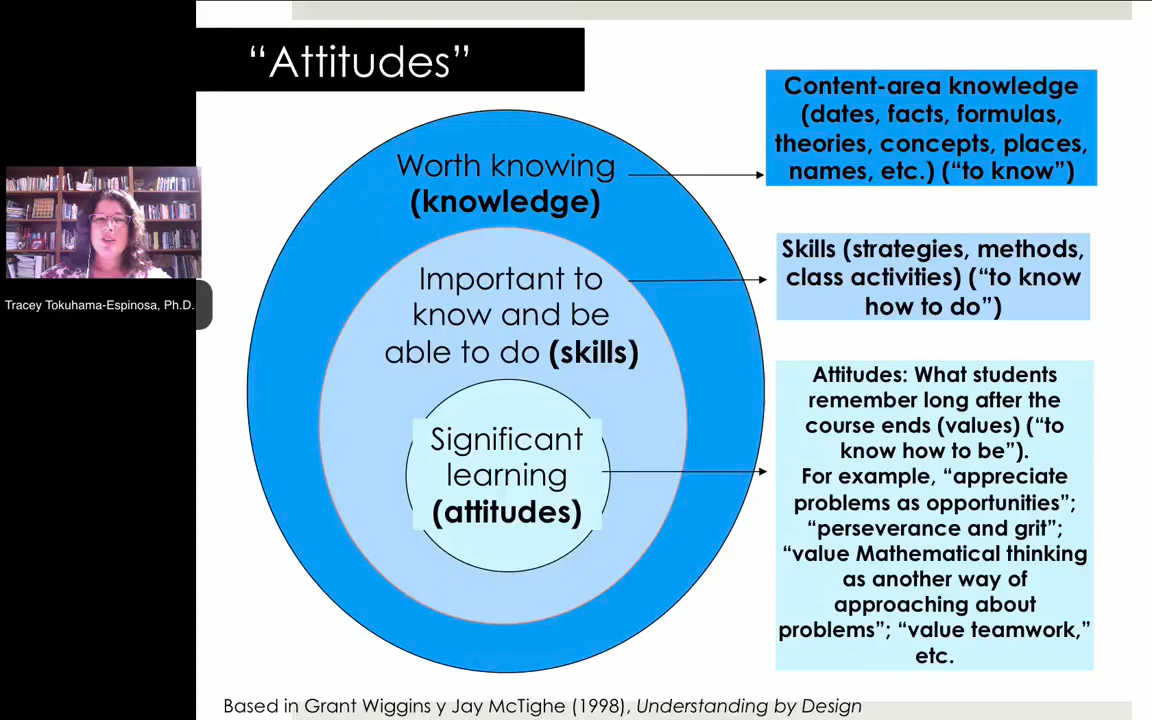 “Attitudes”
Tracey Tokuhama-Espinosa, Ph.D.
Worth knowing
(knowledge)
Important to
know and be
able to do (skills)
Significant
learning
(attitudes)
Content-area knowledge
(dates, facts, formulas,
theories, concepts, places,
names, etc.) (“to know”)
Skills (strategies, methods,
class activities) (“to know
how to do”)
Attitudes: What students
remember long after the
course ends (values) (“to
know how to be”).
For example, “appreciate
problems as opportunities”;
“perseverance and grit”;
“value Mathematical thinking
as another way of
approaching about
problems”; “value teamwork,”
etc.
Based in Grant Wiggins y Jay McTighe (1998), Understanding by Design